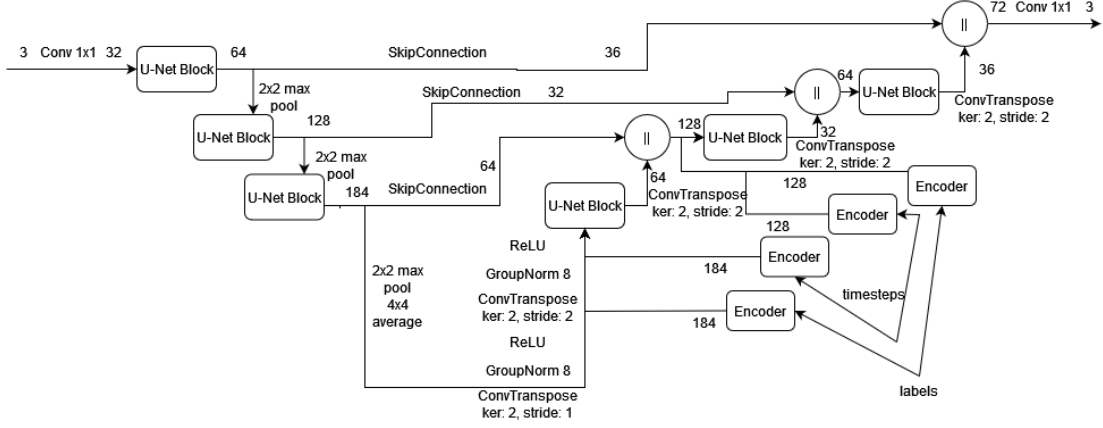 72 Conv 1x1 3
||
3 Conv 1x1 32
U-Net Block
64
SkipConnection
36
36
2x2 max
pool
SkipConnection
32
||
64
U-Net Block
ConvTranspose
ker: 2, stride: 2
U-Net Block
128
||
128
U-Net Block
32
ConvTranspose
ker: 2, stride: 2
2x2 max
pool
64
U-Net Block
184
SkipConnection
64
ConvTranspose
ker: 2, stride: 2
128
Encoder
U-Net Block
Encoder
128
ReLU
Encoder
184
2x2 max
pool
4x4
average
GroupNorm 8
ConvTranspose
ker: 2, stride: 2
timesteps
Encoder
184
ReLU
GroupNorm 8
ConvTranspose
ker: 2, stride: 1
labels